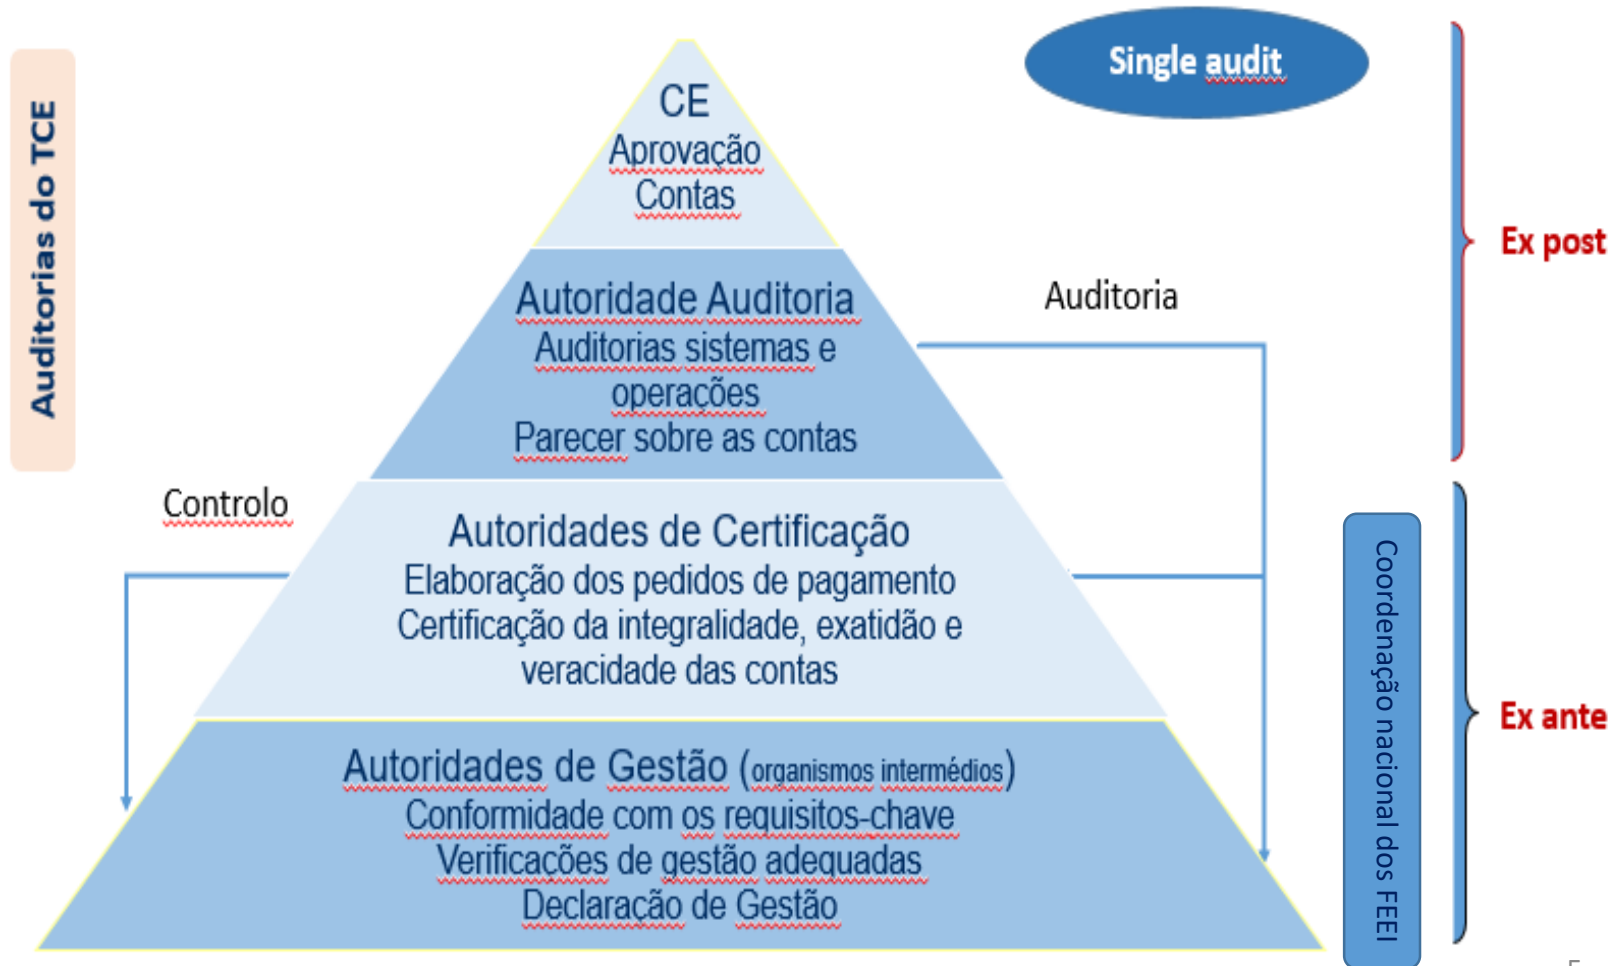 Single audit
Auditorias do TCE
CE
Aprovação
Contas
Ex post
Autoridade Auditoria
Auditorias sistemas e
operações
Parecer sobre as contas
Auditoria
Controlo
Autoridades de Certificação
Elaboração dos pedidos de pagamento
Certificação da integralidade, exatidão e
veracidade das contas
Coordenação nacional dos FEEI
Ex ante
Autoridades de Gestão (organismos intermédios)
Conformidade com os requisitos-chave
Verificações de gestão adequadas
Declaração de Gestão